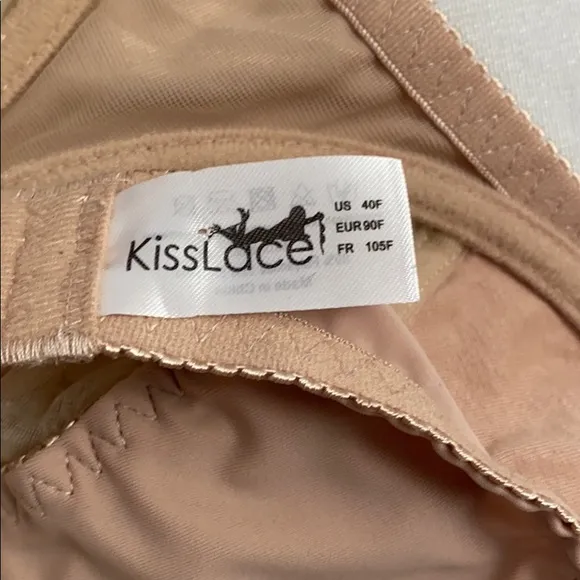 KissLace
US 40F
EUR 90F
FR 105F